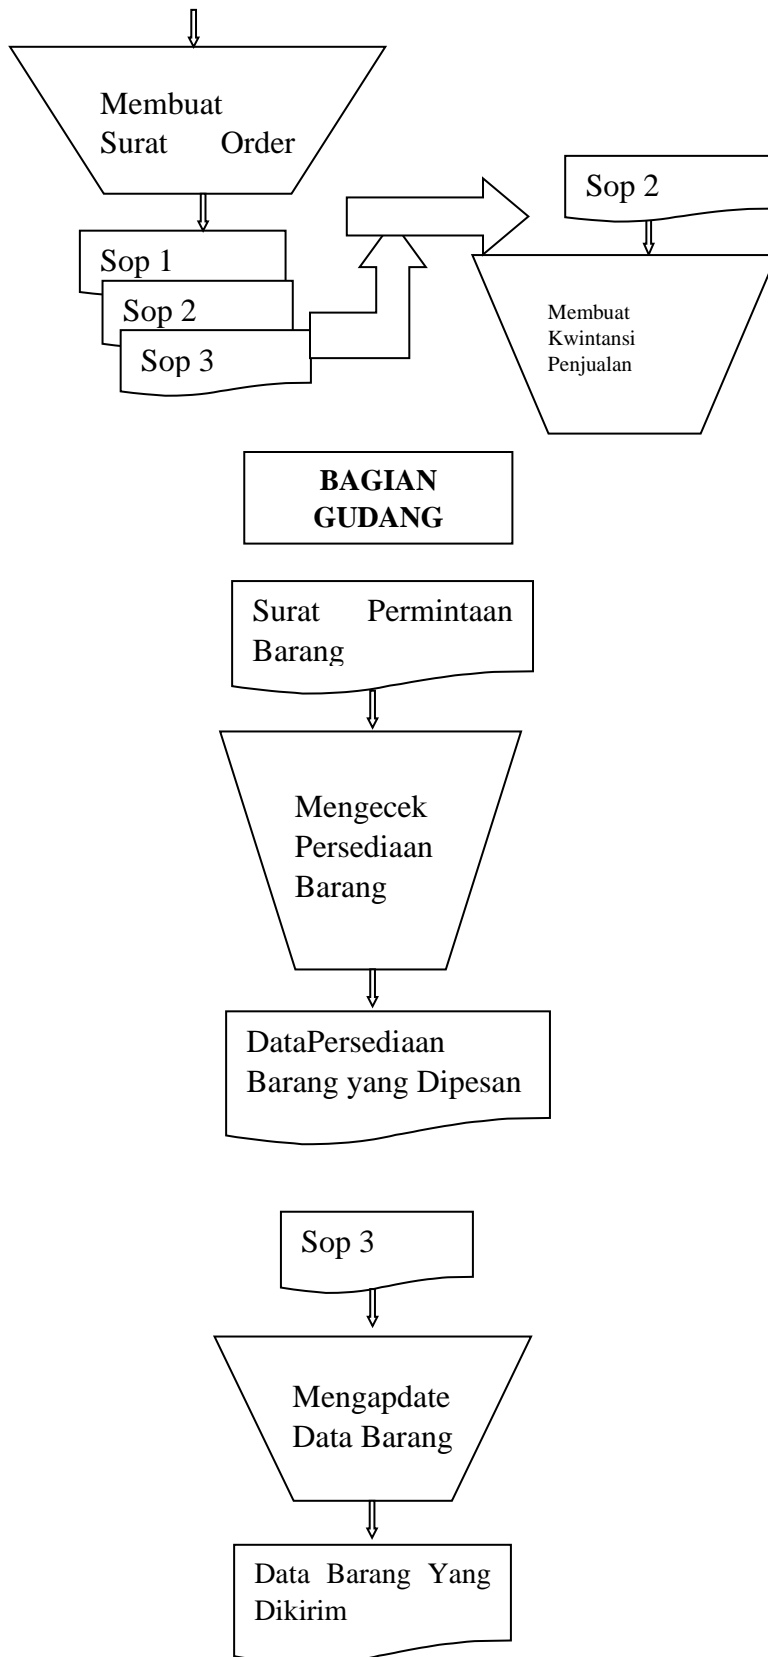 Membuat
Surat Order
Sop 1
Sop 2
Sop 3
Sop 2
Membuat
Kwintansi
Penjualan
BAGIAN
GUDANG
Surat Permintaan
Barang
Mengecek
Persediaan
Barang
DataPersediaan
Barang yang Dipesan
Sop 3
Mengapdate
Data Barang
Data Barang Yang
Dikirim